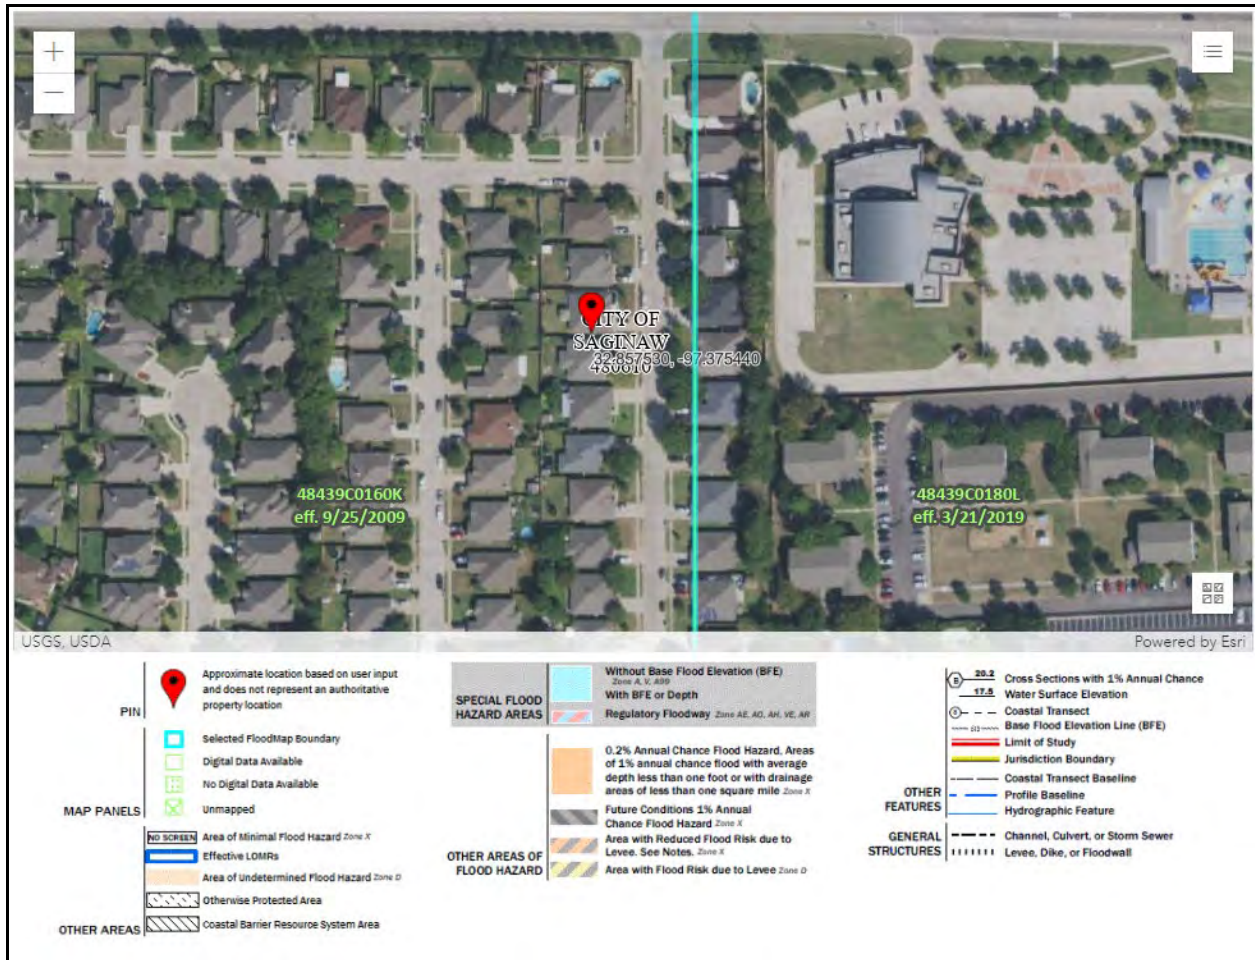 CITY OF
SAGINAW
32.857530, -97.375440
480610
48439C0160K
eff. 9/25/2009
48439C0180L
eff. 3/21/2019
USGS, USDA
Powered by Esri
PIN
Approximate location based on user input
and does not represent an authoritative
property location
MAP PANELS
Selected FloodMap Boundary
Digital Data Available
No Digital Data Available
Unmapped
OTHER AREAS
NO SCREEN Area of Minimal Flood Hazard Zone X
Effective LOMRs
Area of Undetermined Flood Hazard Zone D
Otherwise Protected Area
Coastal Barrier Resource System Area
SPECIAL FLOOD
HAZARD AREAS
Without Base Flood Elevation (BFE)
Zone A, V, A99
With BFE or Depth
Regulatory Floodway Zone AE, AO, AH, VE, AR
OTHER AREAS OF
FLOOD HAZARD
0.2% Annual Chance Flood Hazard, Areas
of 1% annual chance flood with average
depth less than one foot or with drainage
areas of less than one square mile Zone X
Future Conditions 1% Annual
Chance Flood Hazard Zone X
Area with Reduced Flood Risk due to
Levee. See Notes. Zone X
Area with Flood Risk due to Levee Zone D
OTHER
FEATURES
B 20.2 Cross Sections with 1% Annual Chance
17.5 Water Surface Elevation
8 Coastal Transect
513 Base Flood Elevation Line (BFE)
Limit of Study
Jurisdiction Boundary
Coastal Transect Baseline
Profile Baseline
Hydrographic Feature
GENERAL
STRUCTURES
Channel, Culvert, or Storm Sewer
Levee, Dike, or Floodwall